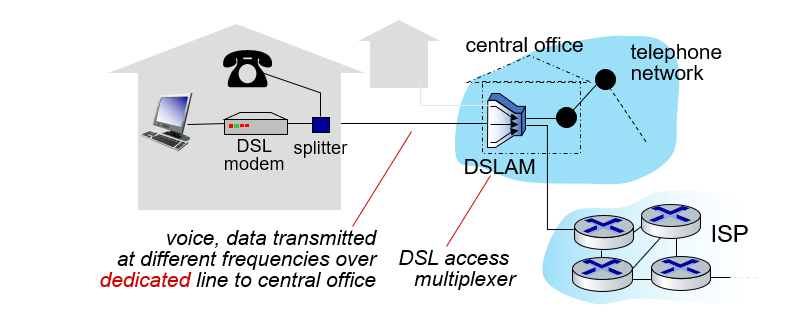 central office
telephone
network
DSL
modem
splitter
DSLAM
voice, data transmitted
at different frequencies over
dedicated line to central office
DSL access
multiplexer
ISP